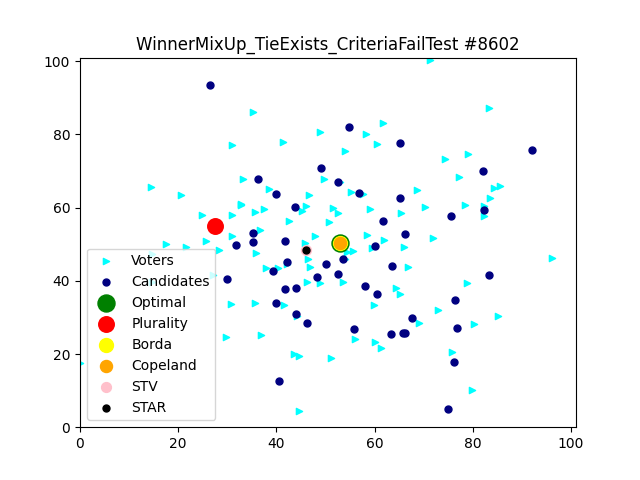 WinnerMixUp_TieExists_CriteriaFailTest #8602
100
80
60
40
20
0
Voters
Candidates
Optimal
Plurality
Borda
Copeland
STV
STAR
0 20 40 60 80 100